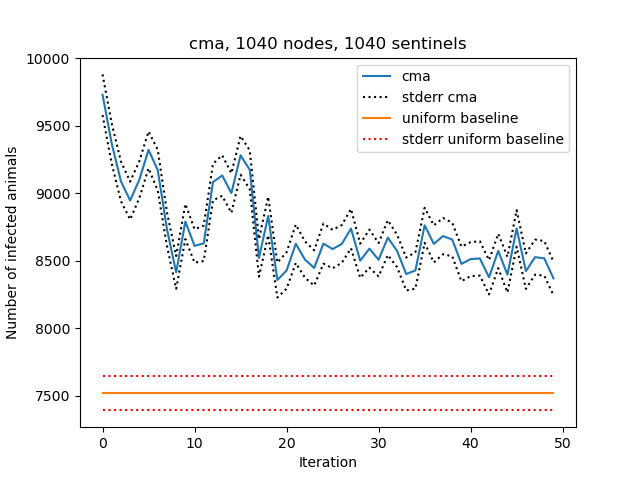 cma, 1040 nodes, 1040 sentinels
Number of infected animals
10000
9500
9000
8500
8000
7500
cma
stderr cma
uniform baseline
stderr uniform baseline
0
10
20
30
40
50
Iteration